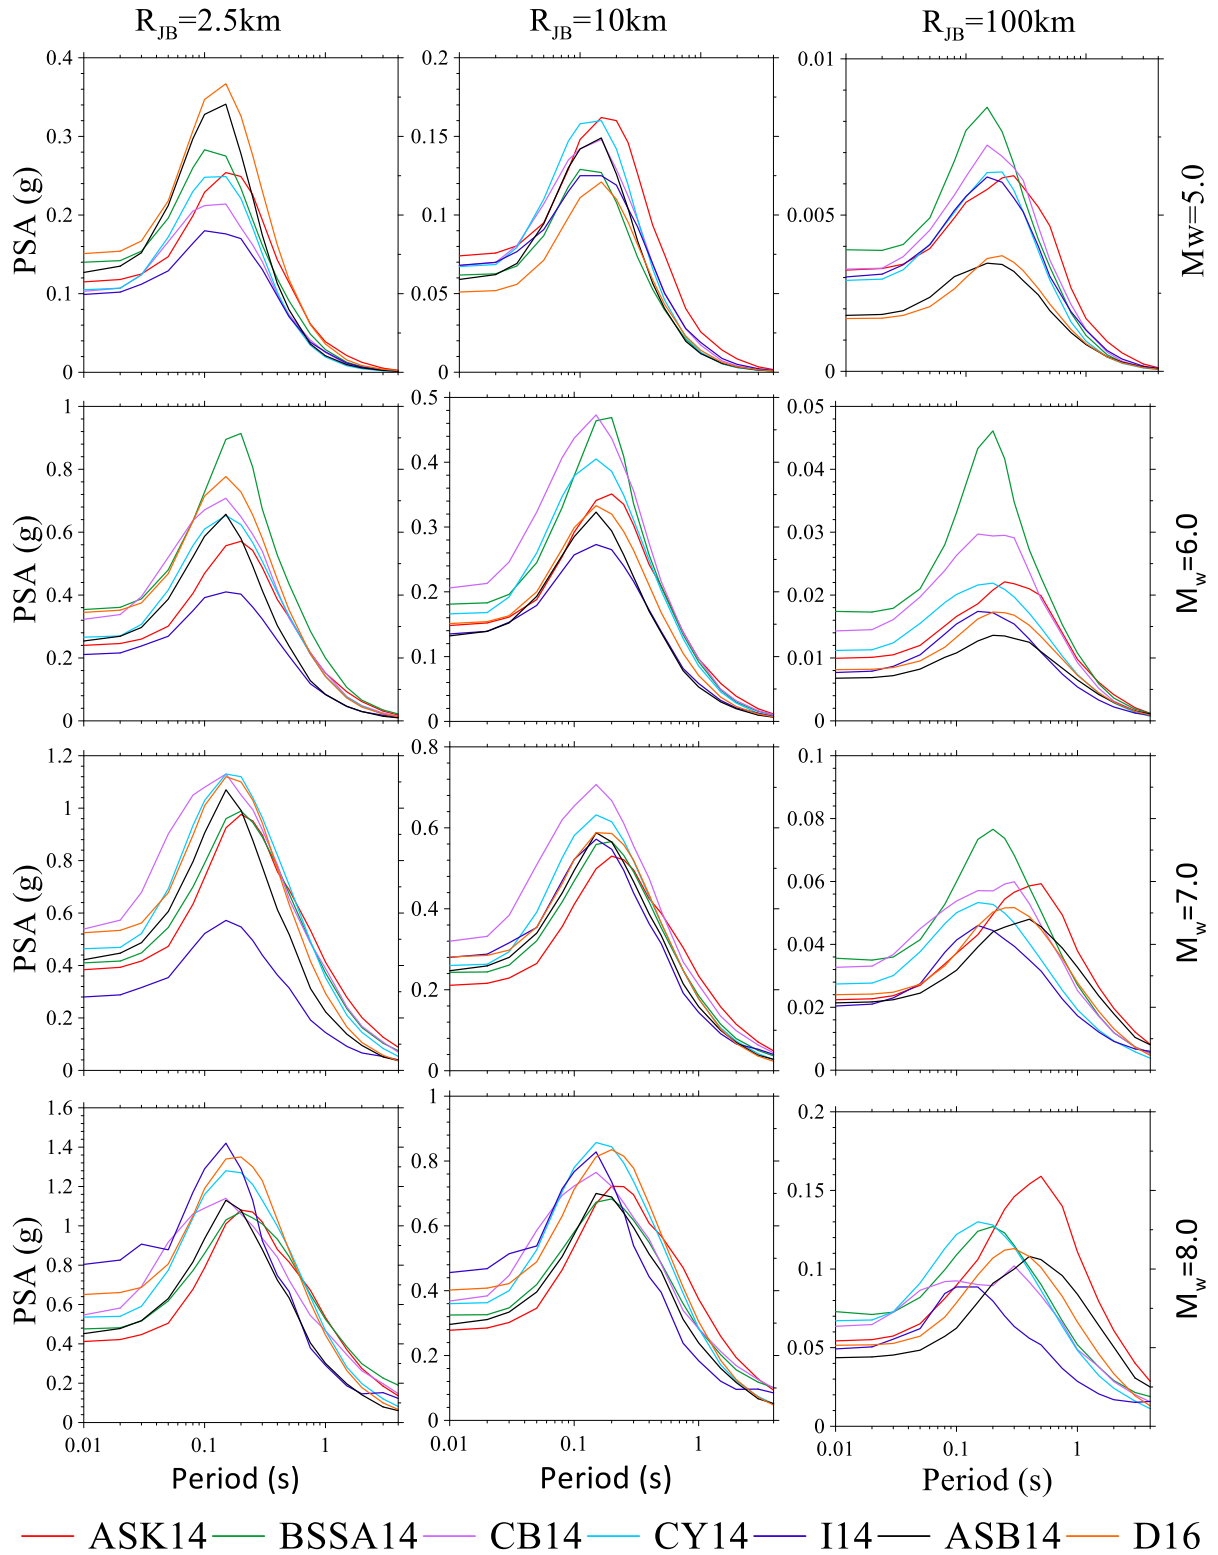 R_JB=2.5km R_JB=10km R_JB=100km
0.4 0.2 0.01
0.3 0.15
0.2 0.1 0.005
0.1 0.05
0 0 0
PSA (g) Mw=5.0
1 0.5 0.05
0.8 0.4 0.04
0.6 0.3 0.03
0.4 0.2 0.02
0.2 0.1 0.01
0 0 0
PSA (g) M_w=6.0
1.2 0.8 0.1
1 0.6 0.08
0.8 0.4 0.06
0.6 0.2 0.04
0.4 0 0.02
0.2 0
0
PSA (g) M_w=7.0
1.6 1 0.2
1.4 0.8 0.15
1.2 0.6 0.1
1 0.4 0.05
0.8 0.2 0
0.6 0
0.4
0.2
0
PSA (g) M_w=8.0
0.01 0.1 1 0.01 0.1 1 0.01 0.1 1
Period (s) Period (s) Period (s)
ASK14 BSSA14 CB14 CY14 I14 ASB14 D16